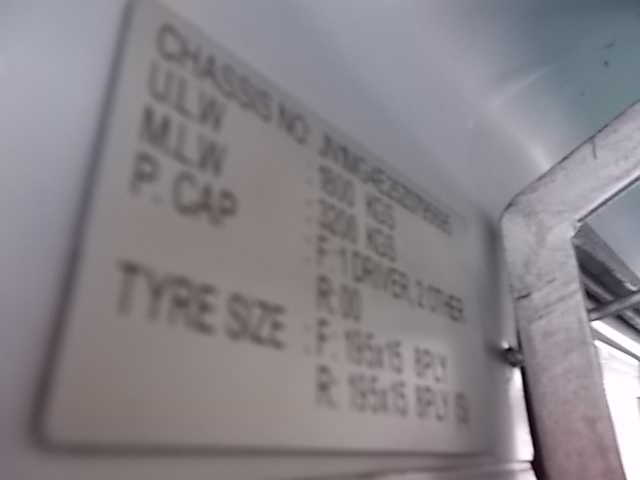 CHASSIS NO
U.L.W : 1800 KGS
M.L.W : 3200 KGS
P. CAP : F: 1 DRIVER, 2 OTHER
R: 00
TYRE SIZE : F: 195x15 8PLY
R: 195x15 8PLY (S)